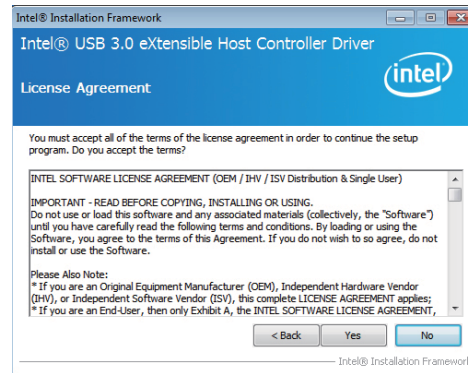 Intel® Installation Framework
Intel® USB 3.0 eXtensible Host Controller Driver
intel
License Agreement
You must accept all of the terms of the license agreement in order to continue the setup
program. Do you accept the terms?
INTEL SOFTWARE LICENSE AGREEMENT (OEM / IHV / ISV Distribution & Single User)
IMPORTANT - READ BEFORE COPYING, INSTALLING OR USING.
Do not use or load this software and any associated materials (collectively, the "Software")
until you have carefully read the following terms and conditions. By loading or using the
Software, you agree to the terms of this Agreement. If you do not wish to so agree, do not
install or use the Software.
Please Also Note:
* If you are an Original Equipment Manufacturer (OEM), Independent Hardware Vendor
(IHV), or Independent Software Vendor (ISV), this complete LICENSE AGREEMENT applies;
* If you are an End-User, then only Exhibit A, the INTEL SOFTWARE LICENSE AGREEMENT,
< Back Yes No
Intel® Installation Framework